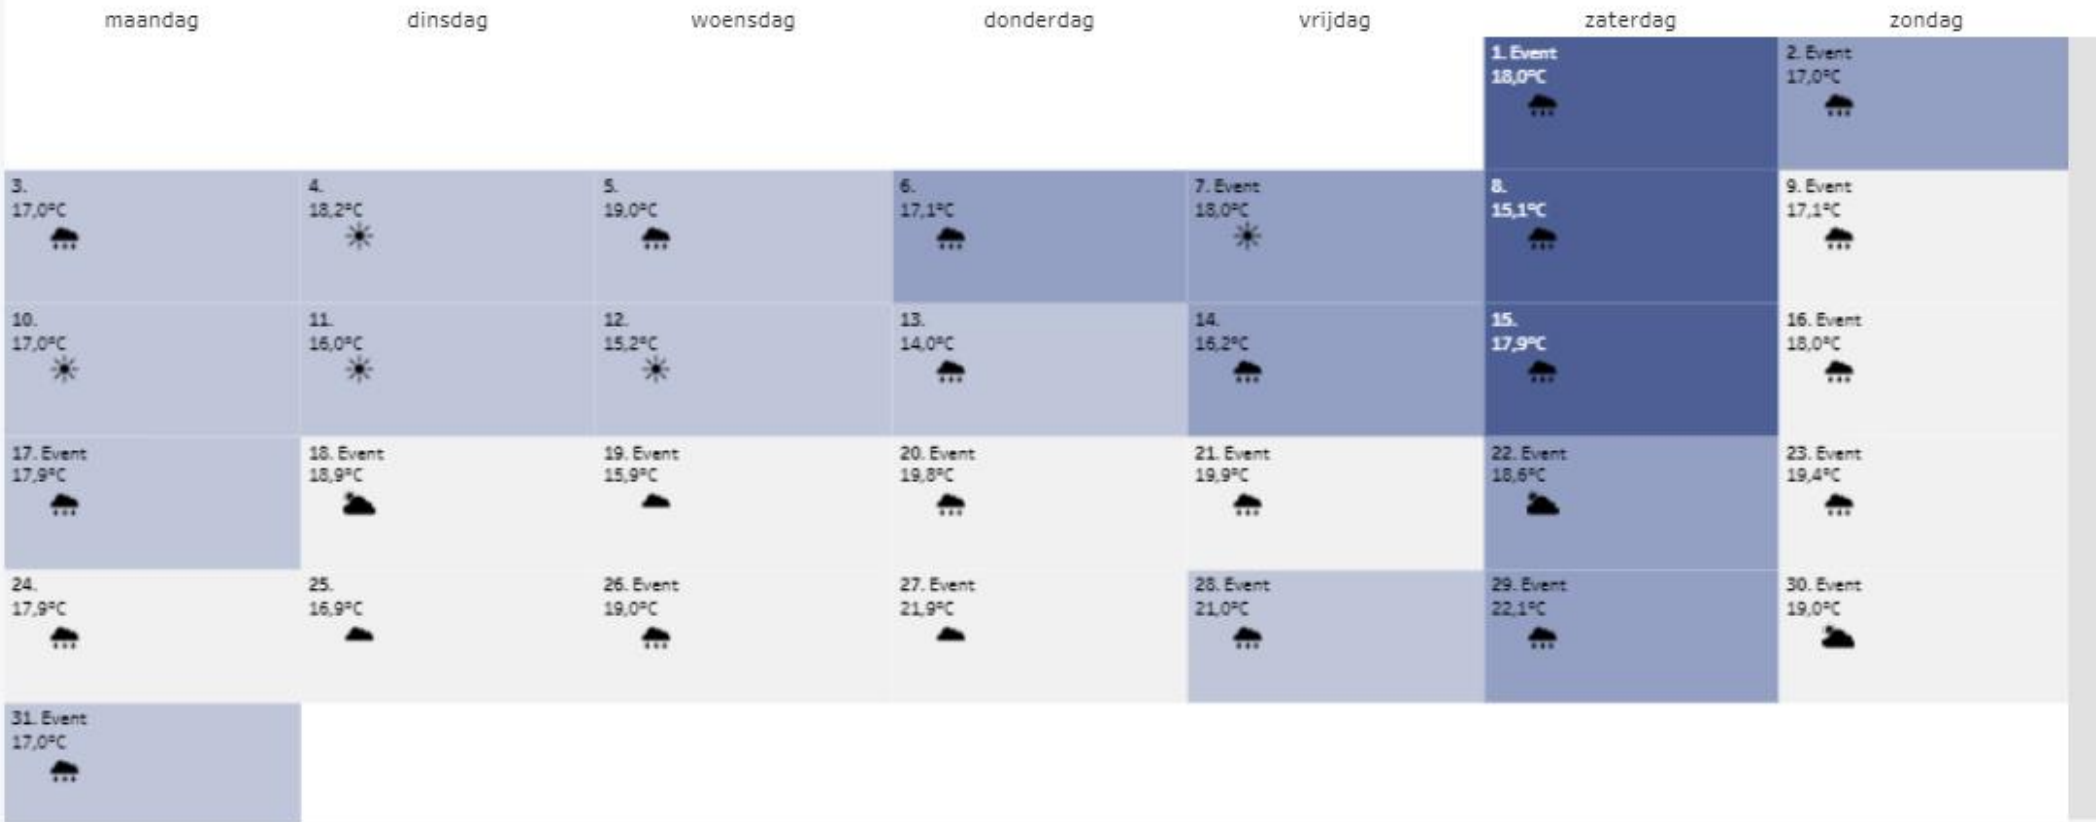 maandag dinsdag woensdag donderdag vrijdag zaterdag zondag
1. Event
18,0°C
2. Event
17,0°C
3.
17,0°C
4.
18,2°C
5.
19,0°C
6.
17,1°C
7. Event
18,0°C
8.
15,1°C
9. Event
17,1°C
10.
17,0°C
11.
16,0°C
12.
15,2°C
13.
14,0°C
14.
16,2°C
15.
17,9°C
16. Event
18,0°C
17. Event
17,9°C
18. Event
18,9°C
19. Event
15,9°C
20. Event
19,8°C
21. Event
19,9°C
22. Event
18,6°C
23. Event
19,4°C
24.
17,9°C
25.
16,9°C
26. Event
19,0°C
27. Event
21,9°C
28. Event
21,0°C
29. Event
22,1°C
30. Event
19,0°C
31. Event
17,0°C